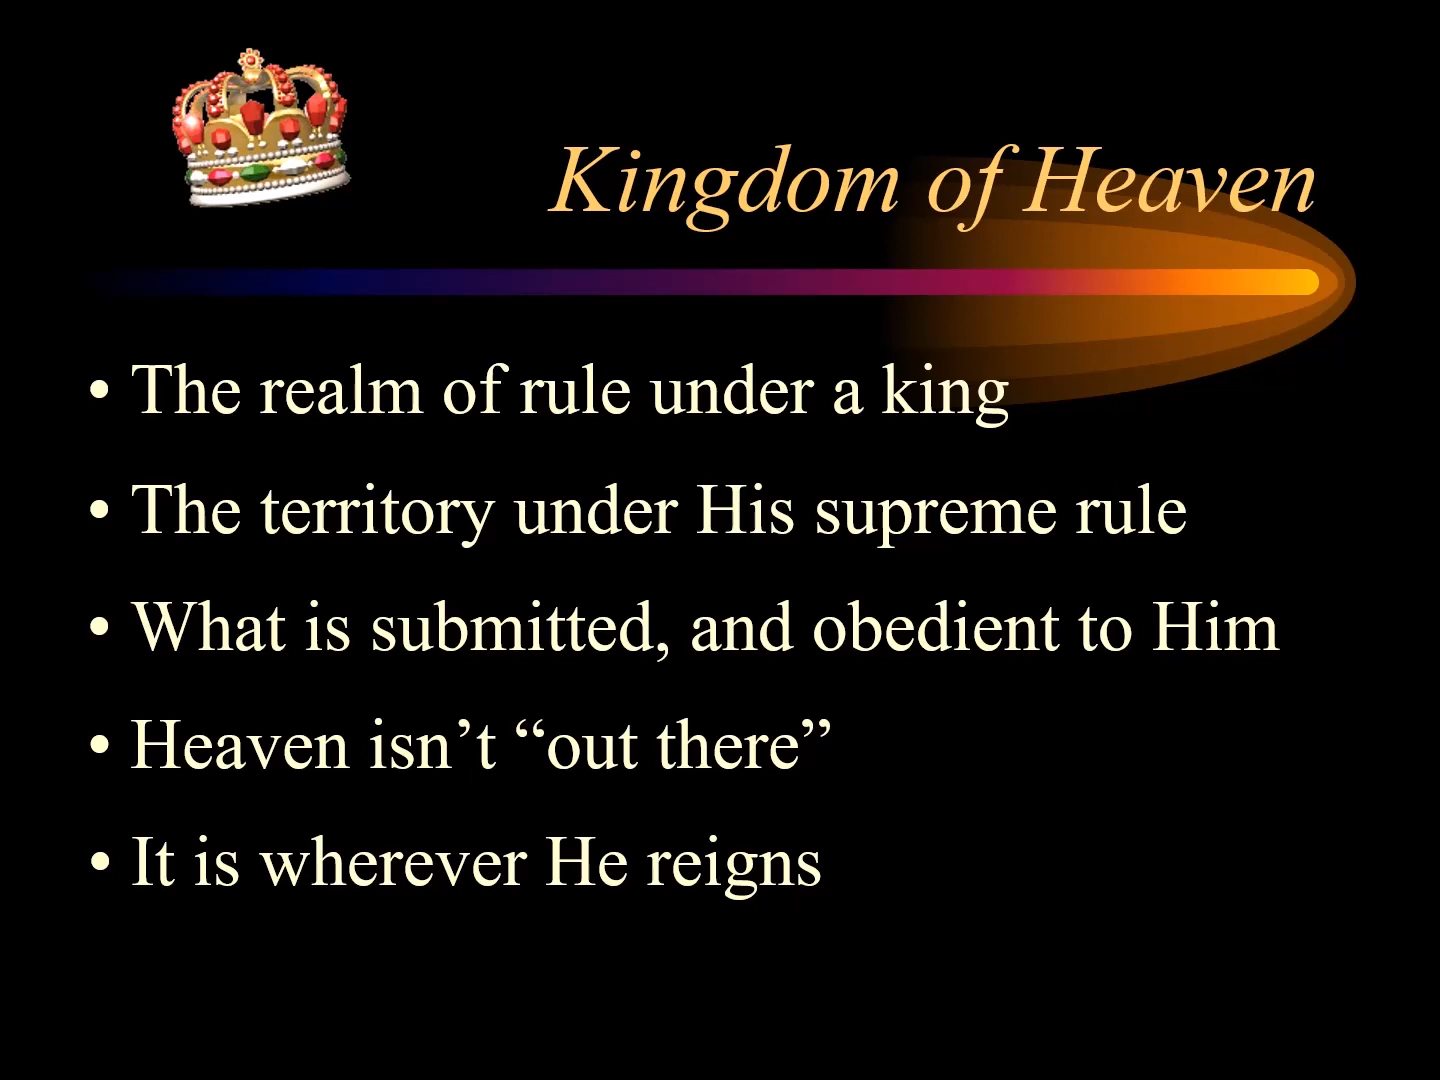 Kingdom of Heaven
• The realm of rule under a king
• The territory under His supreme rule
• What is submitted, and obedient to Him
• Heaven isn’t “out there”
• It is wherever He reigns